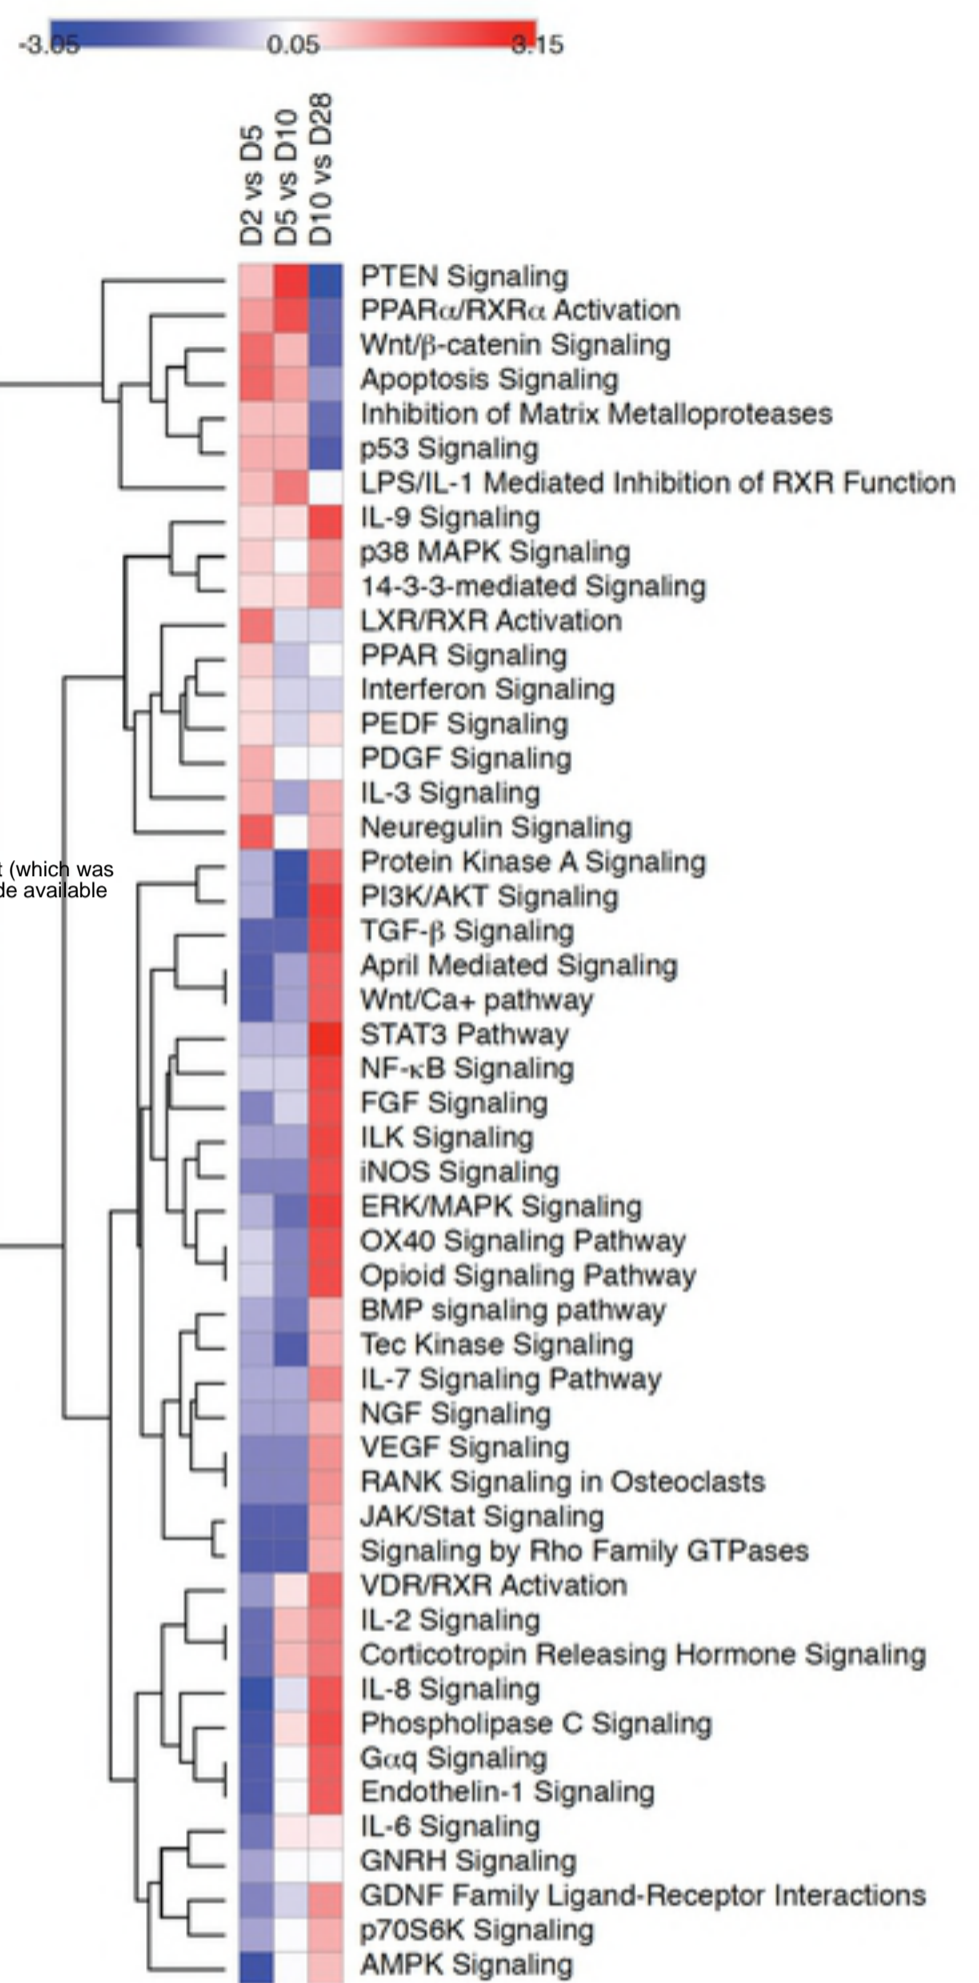 -3.05 0.05 3.15
D2 vs D5
D5 vs D10
D10 vs D28
PTEN Signaling
PPARα/RXRα Activation
Wnt/β-catenin Signaling
Apoptosis Signaling
Inhibition of Matrix Metalloproteases
p53 Signaling
LPS/IL-1 Mediated Inhibition of RXR Function
IL-9 Signaling
p38 MAPK Signaling
14-3-3-mediated Signaling
LXR/RXR Activation
PPAR Signaling
Interferon Signaling
PEDF Signaling
PDGF Signaling
IL-3 Signaling
Neuregulin Signaling
t (which was
de available
Protein Kinase A Signaling
PI3K/AKT Signaling
TGF-β Signaling
April Mediated Signaling
Wnt/Ca+ pathway
STAT3 Pathway
NF-κB Signaling
FGF Signaling
ILK Signaling
iNOS Signaling
ERK/MAPK Signaling
OX40 Signaling Pathway
Opioid Signaling Pathway
BMP signaling pathway
Tec Kinase Signaling
IL-7 Signaling Pathway
NGF Signaling
VEGF Signaling
RANK Signaling in Osteoclasts
JAK/Stat Signaling
Signaling by Rho Family GTPases
VDR/RXR Activation
IL-2 Signaling
Corticotropin Releasing Hormone Signaling
IL-8 Signaling
Phospholipase C Signaling
Gαq Signaling
Endothelin-1 Signaling
IL-6 Signaling
GNRH Signaling
GDNF Family Ligand-Receptor Interactions
p70S6K Signaling
AMPK Signaling